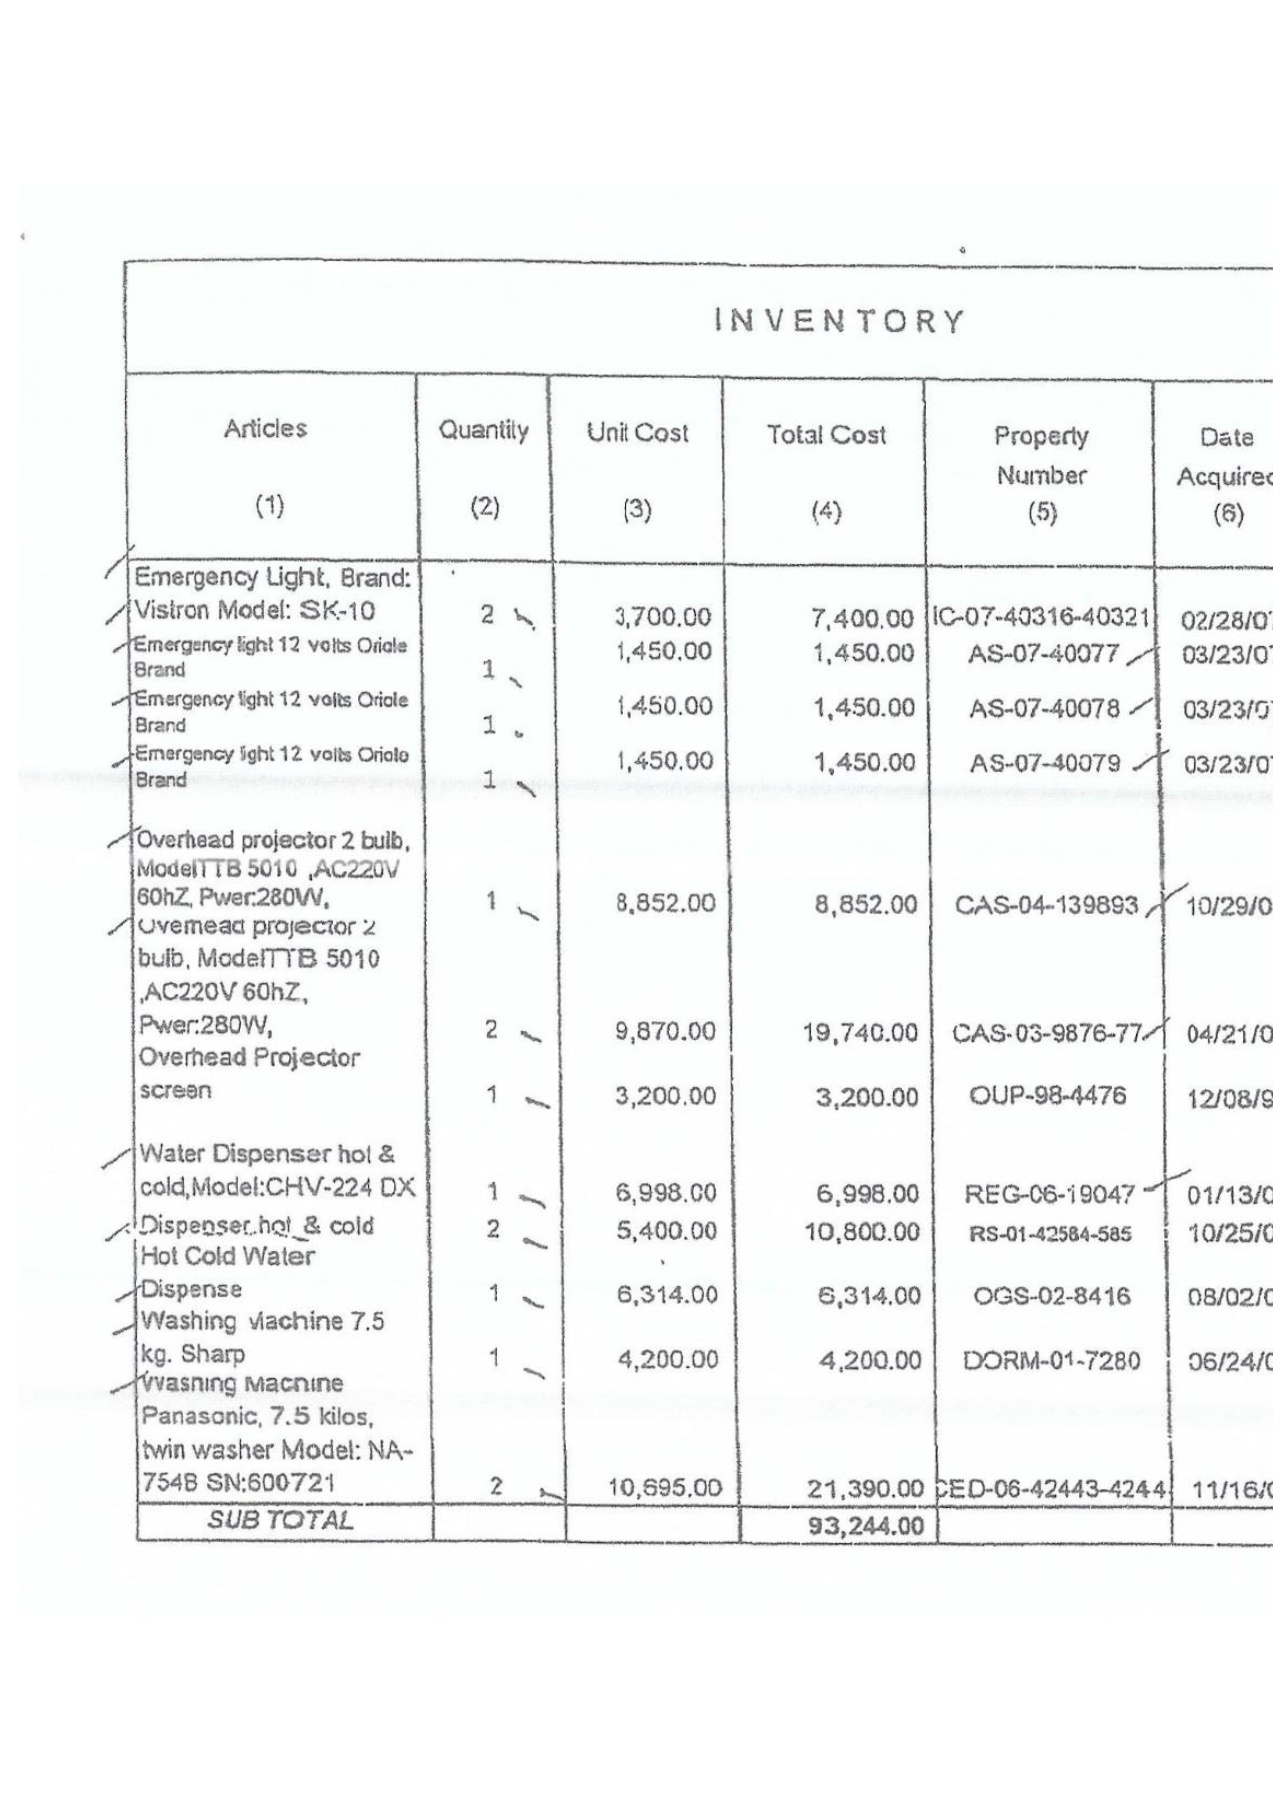 INVENTORY
Articles Quantity Unit Cost Total Cost Property Number Date Acquired
(1) (2) (3) (4) (5) (6)
Emergency Light, Brand:
Vistron Model: SK-10 2 3,700.00 7,400.00 IC-07-40316-40321 02/28/0
Emergency light 12 volts Oriole
Brand 1 1,450.00 1,450.00 AS-07-40077 03/23/0
Emergency light 12 volts Oriole
Brand 1 1,450.00 1,450.00 AS-07-40078 03/23/0
Emergency light 12 volts Oriole
Brand 1 1,450.00 1,450.00 AS-07-40079 03/23/0
Overhead projector 2 bulb,
ModelTTB 5010 ,AC220V
60hZ, Pwer:280W, 1 8,852.00 8,852.00 CAS-04-139893 10/29/0
Overhead projector 2
bulb, ModelTTB 5010
,AC220V 60hZ,
Pwer:280W, 2 9,870.00 19,740.00 CAS-03-9876-77 04/21/0
Overhead Projector
screen 1 3,200.00 3,200.00 OUP-98-4476 12/08/9
Water Dispenser hot &
cold,Model:CHV-224 DX 1 6,998.00 6,998.00 REG-06-19047 01/13/0
Dispenser.hot & cold 2 5,400.00 10,800.00 RS-01-42584-585 10/25/0
Hot Cold Water
Dispense 1 6,314.00 6,314.00 OGS-02-8416 08/02/0
Washing Machine 7.5
kg. Sharp 1 4,200.00 4,200.00 DORM-01-7280 06/24/0
Washing Machine
Panasonic, 7.5 kilos,
twin washer Model: NA-
754B SN:600721 2 10,695.00 21,390.00 CED-06-42443-4244 11/16/0
SUB TOTAL 93,244.00